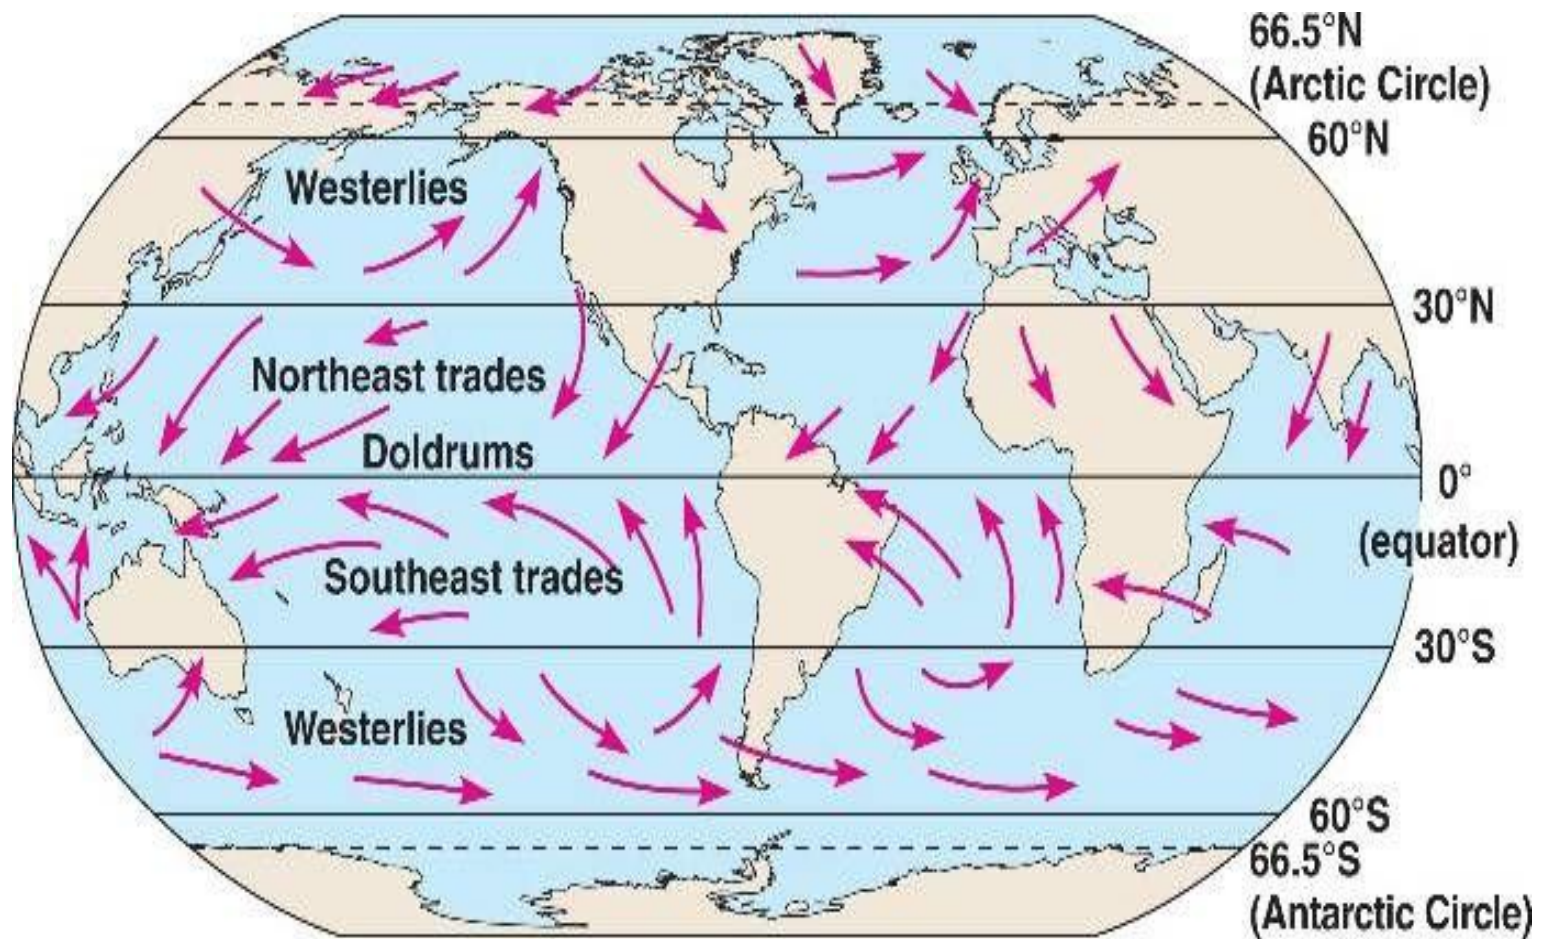 66.5°N
(Arctic Circle)
60°N
Westerlies
30°N
Northeast trades
Doldrums
0°
(equator)
Southeast trades
30°S
Westerlies
60°S
66.5°S
(Antarctic Circle)